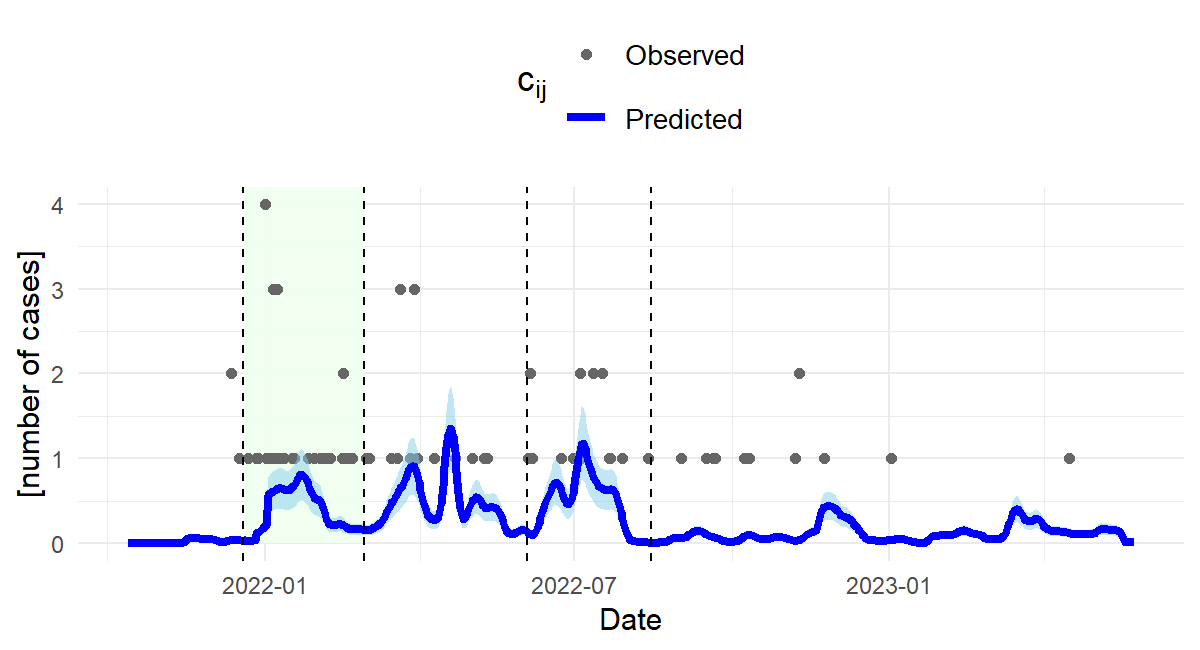 Observed
c_ij
Predicted
[number of cases]
4
3
2
1
0
2022-01
2022-07
2023-01
Date